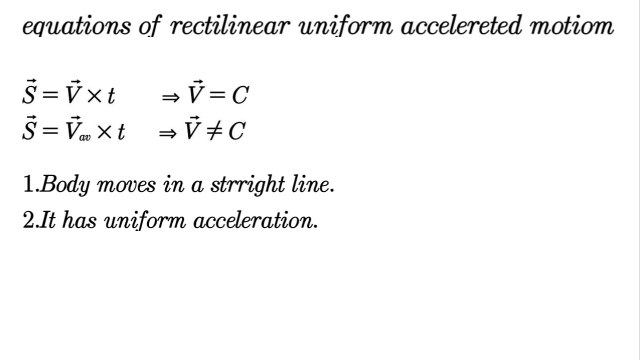 equations of rectilinear uniform accelereted motiom
S⃗ = V⃗ × t ⇒ V⃗ = C
S⃗ = V⃗av × t ⇒ V⃗ ≠ C
1.Body moves in a strright line.
2.It has uniform acceleration.